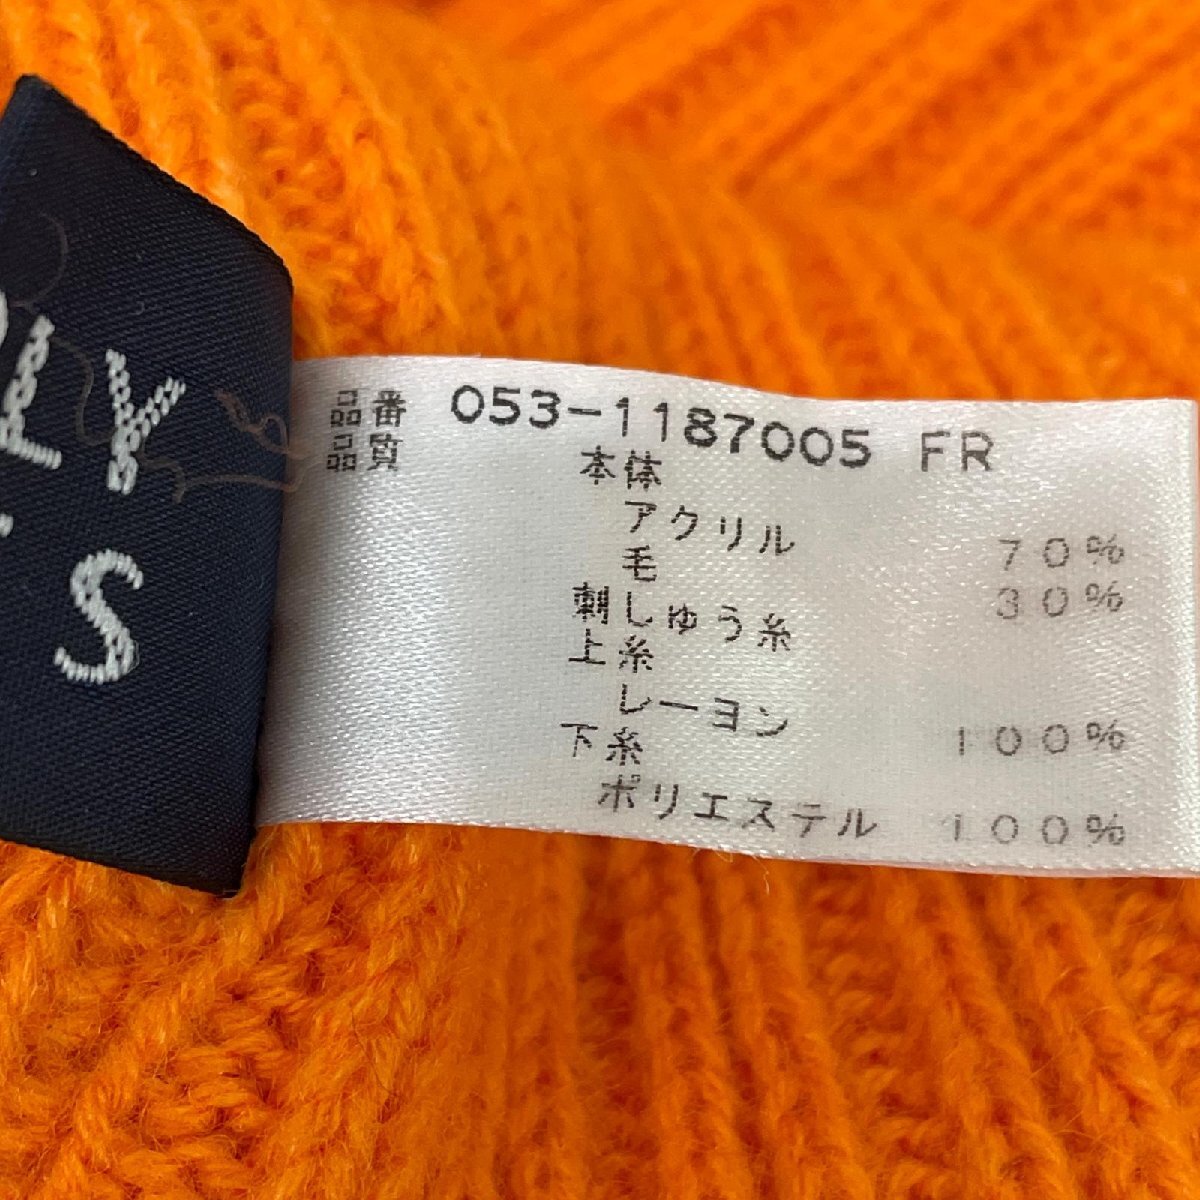 LY
S
品番 053-1187005 FR
品質 本体
アクリル 70%
毛 30%
刺しゅう糸
上糸
レーヨン 100%
下糸
ポリエステル 100%